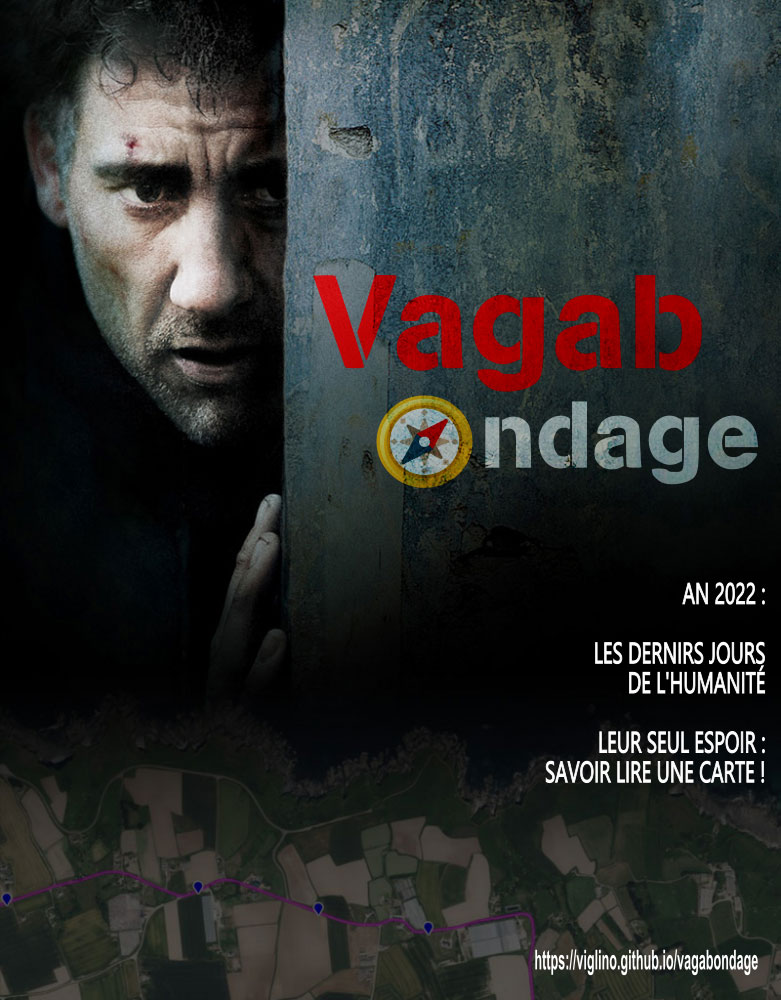 Vagab
ondage
AN 2022 :
LES DERNIRS JOURS
DE L'HUMANITÉ
LEUR SEUL ESPOIR :
SAVOIR LIRE UNE CARTE !
https://viglino.github.io/vagabondage